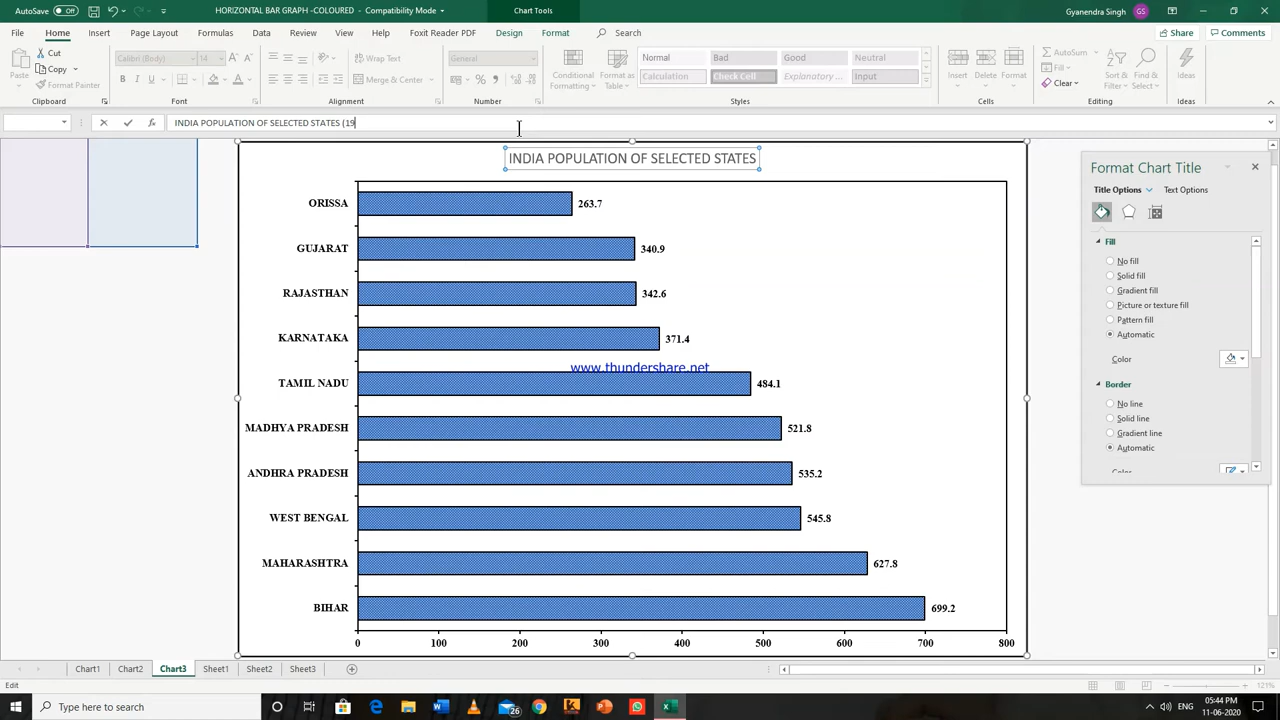 AutoSave Off
HORIZONTAL BAR GRAPH -COLOURED - Compatibility Mode
Chart Tools
Gyanendra Singh GS
File Home Insert Page Layout Formulas Data Review View Help Foxit Reader PDF Design Format Search Share Comments
Paste Cut Copy Format Painter
Calibri (Body) 14
Wrap Text Merge & Center
General
Conditional Formatting Format as Table
Normal Bad Good Neutral
Calculation Check Cell Explanatory ... Input
Insert Delete Format
AutoSum Fill Clear
Sort & Filter Find & Select Ideas
Clipboard Font Alignment Number Styles Cells Editing Ideas
INDIA POPULATION OF SELECTED STATES (19
INDIA POPULATION OF SELECTED STATES
ORISSA 263.7
GUJARAT 340.9
RAJASTHAN 342.6
KARNATAKA 371.4
www.thundershare.net
TAMIL NADU 484.1
MADHYA PRADESH 521.8
ANDHRA PRADESH 535.2
WEST BENGAL 545.8
MAHARASHTRA 627.8
BIHAR 699.2
0 100 200 300 400 500 600 700 800
Format Chart Title
Title Options Text Options
Fill
No fill
Solid fill
Gradient fill
Picture or texture fill
Pattern fill
Automatic
Color
Border
No line
Solid line
Gradient line
Automatic
Color
Chart1 Chart2 Chart3 Sheet1 Sheet2 Sheet3
Edit
121%
Type here to search
26
ENG
05:44 PM
11-06-2020